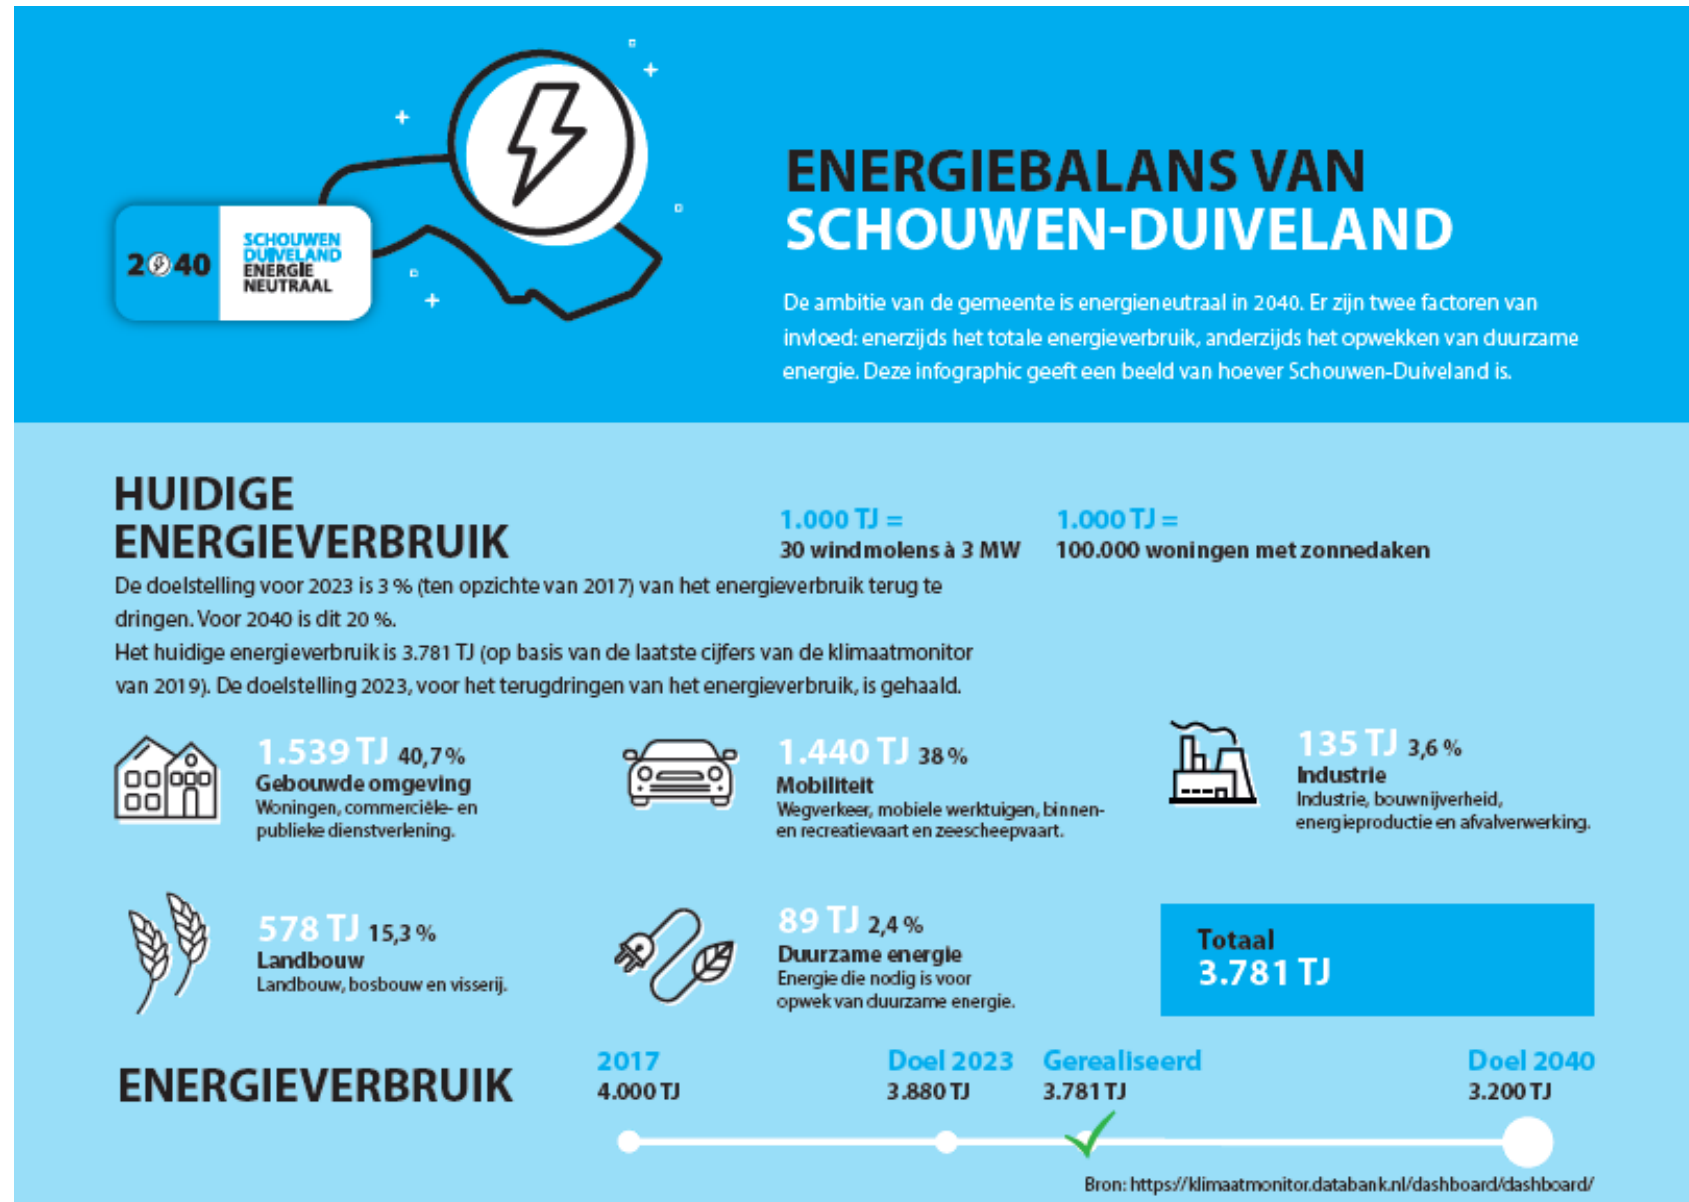 2040
SCHOUWEN
DUIVELAND
ENERGIE
NEUTRAAL
ENERGIEBALANS VAN
SCHOUWEN-DUIVELAND
De ambitie van de gemeente is energieneutraal in 2040. Er zijn twee factoren van
invloed: enerzijds het totale energieverbruik, anderzijds het opwekken van duurzame
energie. Deze infographic geeft een beeld van hoever Schouwen-Duiveland is.
HUIDIGE
ENERGIEVERBRUIK
1.000 TJ =
30 windmolens à 3 MW
1.000 TJ =
100.000 woningen met zonnedaken
De doelstelling voor 2023 is 3 % (ten opzichte van 2017) van het energieverbruik terug te
dringen. Voor 2040 is dit 20 %.
Het huidige energieverbruik is 3.781 TJ (op basis van de laatste cijfers van de klimaatmonitor
van 2019). De doelstelling 2023, voor het terugdringen van het energieverbruik, is gehaald.
1.539 TJ 40,7 %
Gebouwde omgeving
Woningen, commerciële- en
publieke dienstverlening.
1.440 TJ 38 %
Mobiliteit
Wegverkeer, mobiele werktuigen, binnen-
en recreatievaart en zeescheepvaart.
135 TJ 3,6 %
Industrie
Industrie, bouwnijverheid,
energieproductie en afvalverwerking.
578 TJ 15,3 %
Landbouw
Landbouw, bosbouw en visserij.
89 TJ 2,4 %
Duurzame energie
Energie die nodig is voor
opwek van duurzame energie.
Totaal
3.781 TJ
ENERGIEVERBRUIK
2017
4.000 TJ
Doel 2023
3.880 TJ
Gerealiseerd
3.781 TJ
Doel 2040
3.200 TJ
Bron: https://klimaatmonitor.databank.nl/dashboard/dashboard/